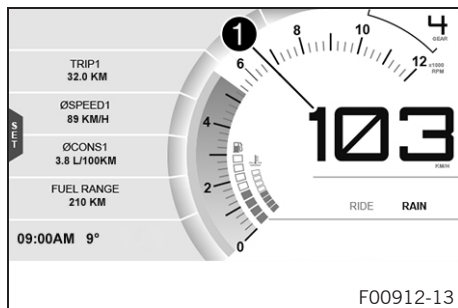 TRIP1
32.0 KM
ØSPEED1
89 KM/H
ØCONS1
3.8 L/100KM
FUEL RANGE
210 KM
09:00AM 9°
SET
1
0
2
4
6
8
10
12
x1000
RPM
4
GEAR
103
KM/H
RIDE RAIN
F00912-13